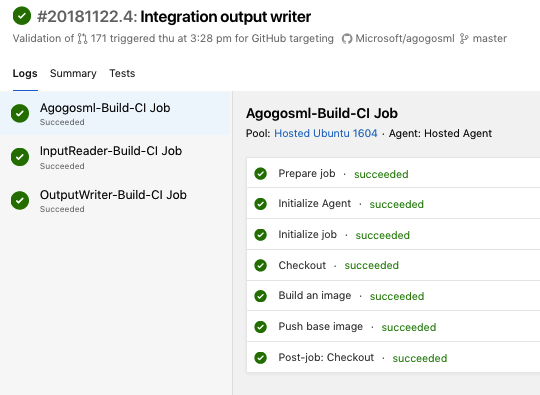 #20181122.4: Integration output writer
Validation of 171 triggered thu at 3:28 pm for GitHub targeting Microsoft/agogosml master
Logs Summary Tests
Agogosml-Build-CI Job
Succeeded
InputReader-Build-CI Job
Succeeded
OutputWriter-Build-CI Job
Succeeded
Agogosml-Build-CI Job
Pool: Hosted Ubuntu 1604 · Agent: Hosted Agent
Prepare job · succeeded
Initialize Agent · succeeded
Initialize job · succeeded
Checkout · succeeded
Build an image · succeeded
Push base image · succeeded
Post-job: Checkout · succeeded